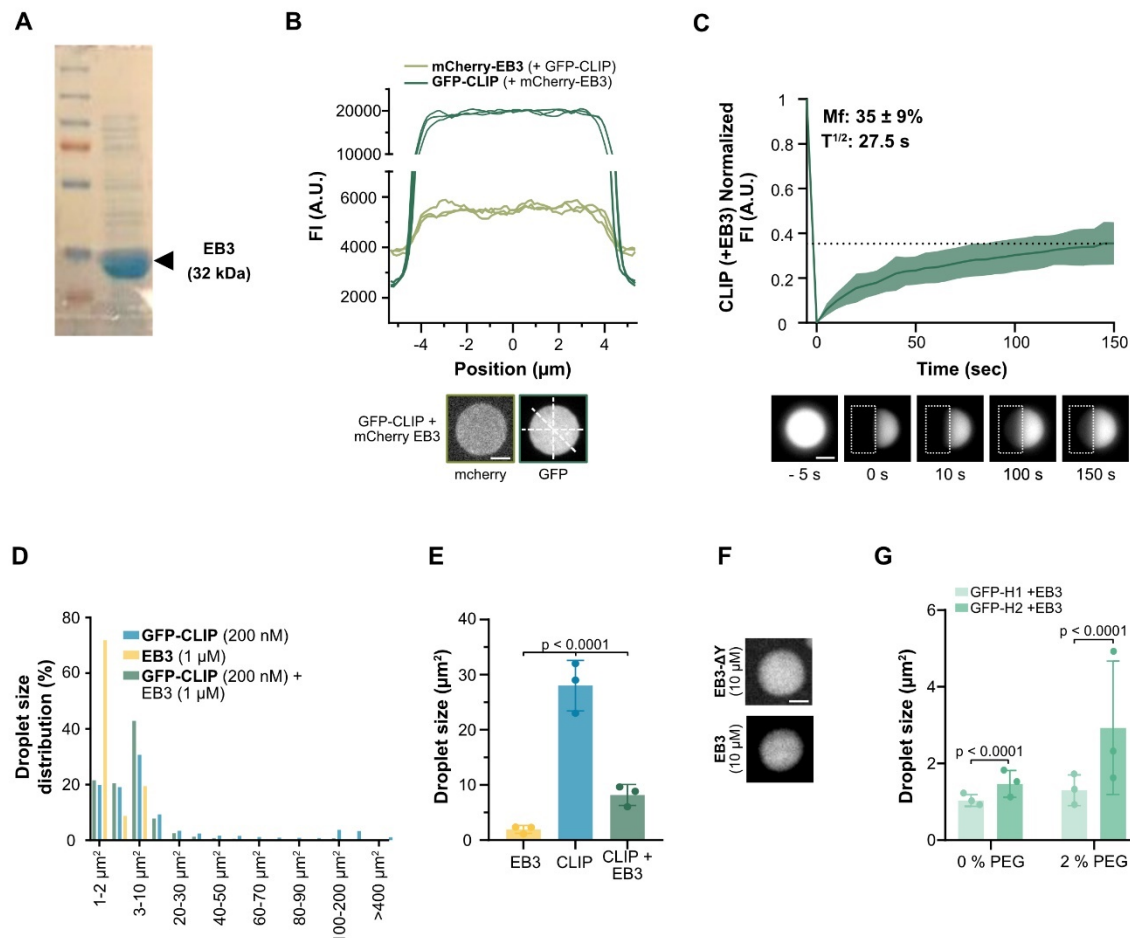 A
EB3
(32 kDa)
B
mCherry-EB3 (+ GFP-CLIP)
GFP-CLIP (+ mCherry-EB3)
20000
10000
6000
4000
2000
FI (A.U.)
-4 -2 0 2 4
Position (µm)
GFP-CLIP +
mCherry EB3
mcherry GFP
C
Mf: 35 ± 9%
T1/2: 27.5 s
CLIP (+EB3) Normalized
FI (A.U.)
1
0.8
0.6
0.4
0.2
0
0 50 100 150
Time (sec)
- 5 s 0 s 10 s 100 s 150 s
D
GFP-CLIP (200 nM)
EB3 (1 µM)
GFP-CLIP (200 nM) +
EB3 (1 µM)
Droplet size
distribution (%)
80
60
40
20
0
1-2 µm²
3-10 µm²
20-30 µm²
40-50 µm²
60-70 µm²
80-90 µm²
100-200 µm²
>400 µm²
E
Droplet size (µm²)
40
30
20
10
0
p < 0.0001
EB3 CLIP CLIP +
EB3
F
EB3-ΔY
(10 µM)
EB3
(10 µM)
G
GFP-H1 +EB3
GFP-H2 +EB3
Droplet size (µm²)
6
4
2
0
p < 0.0001
p < 0.0001
0 % PEG 2 % PEG